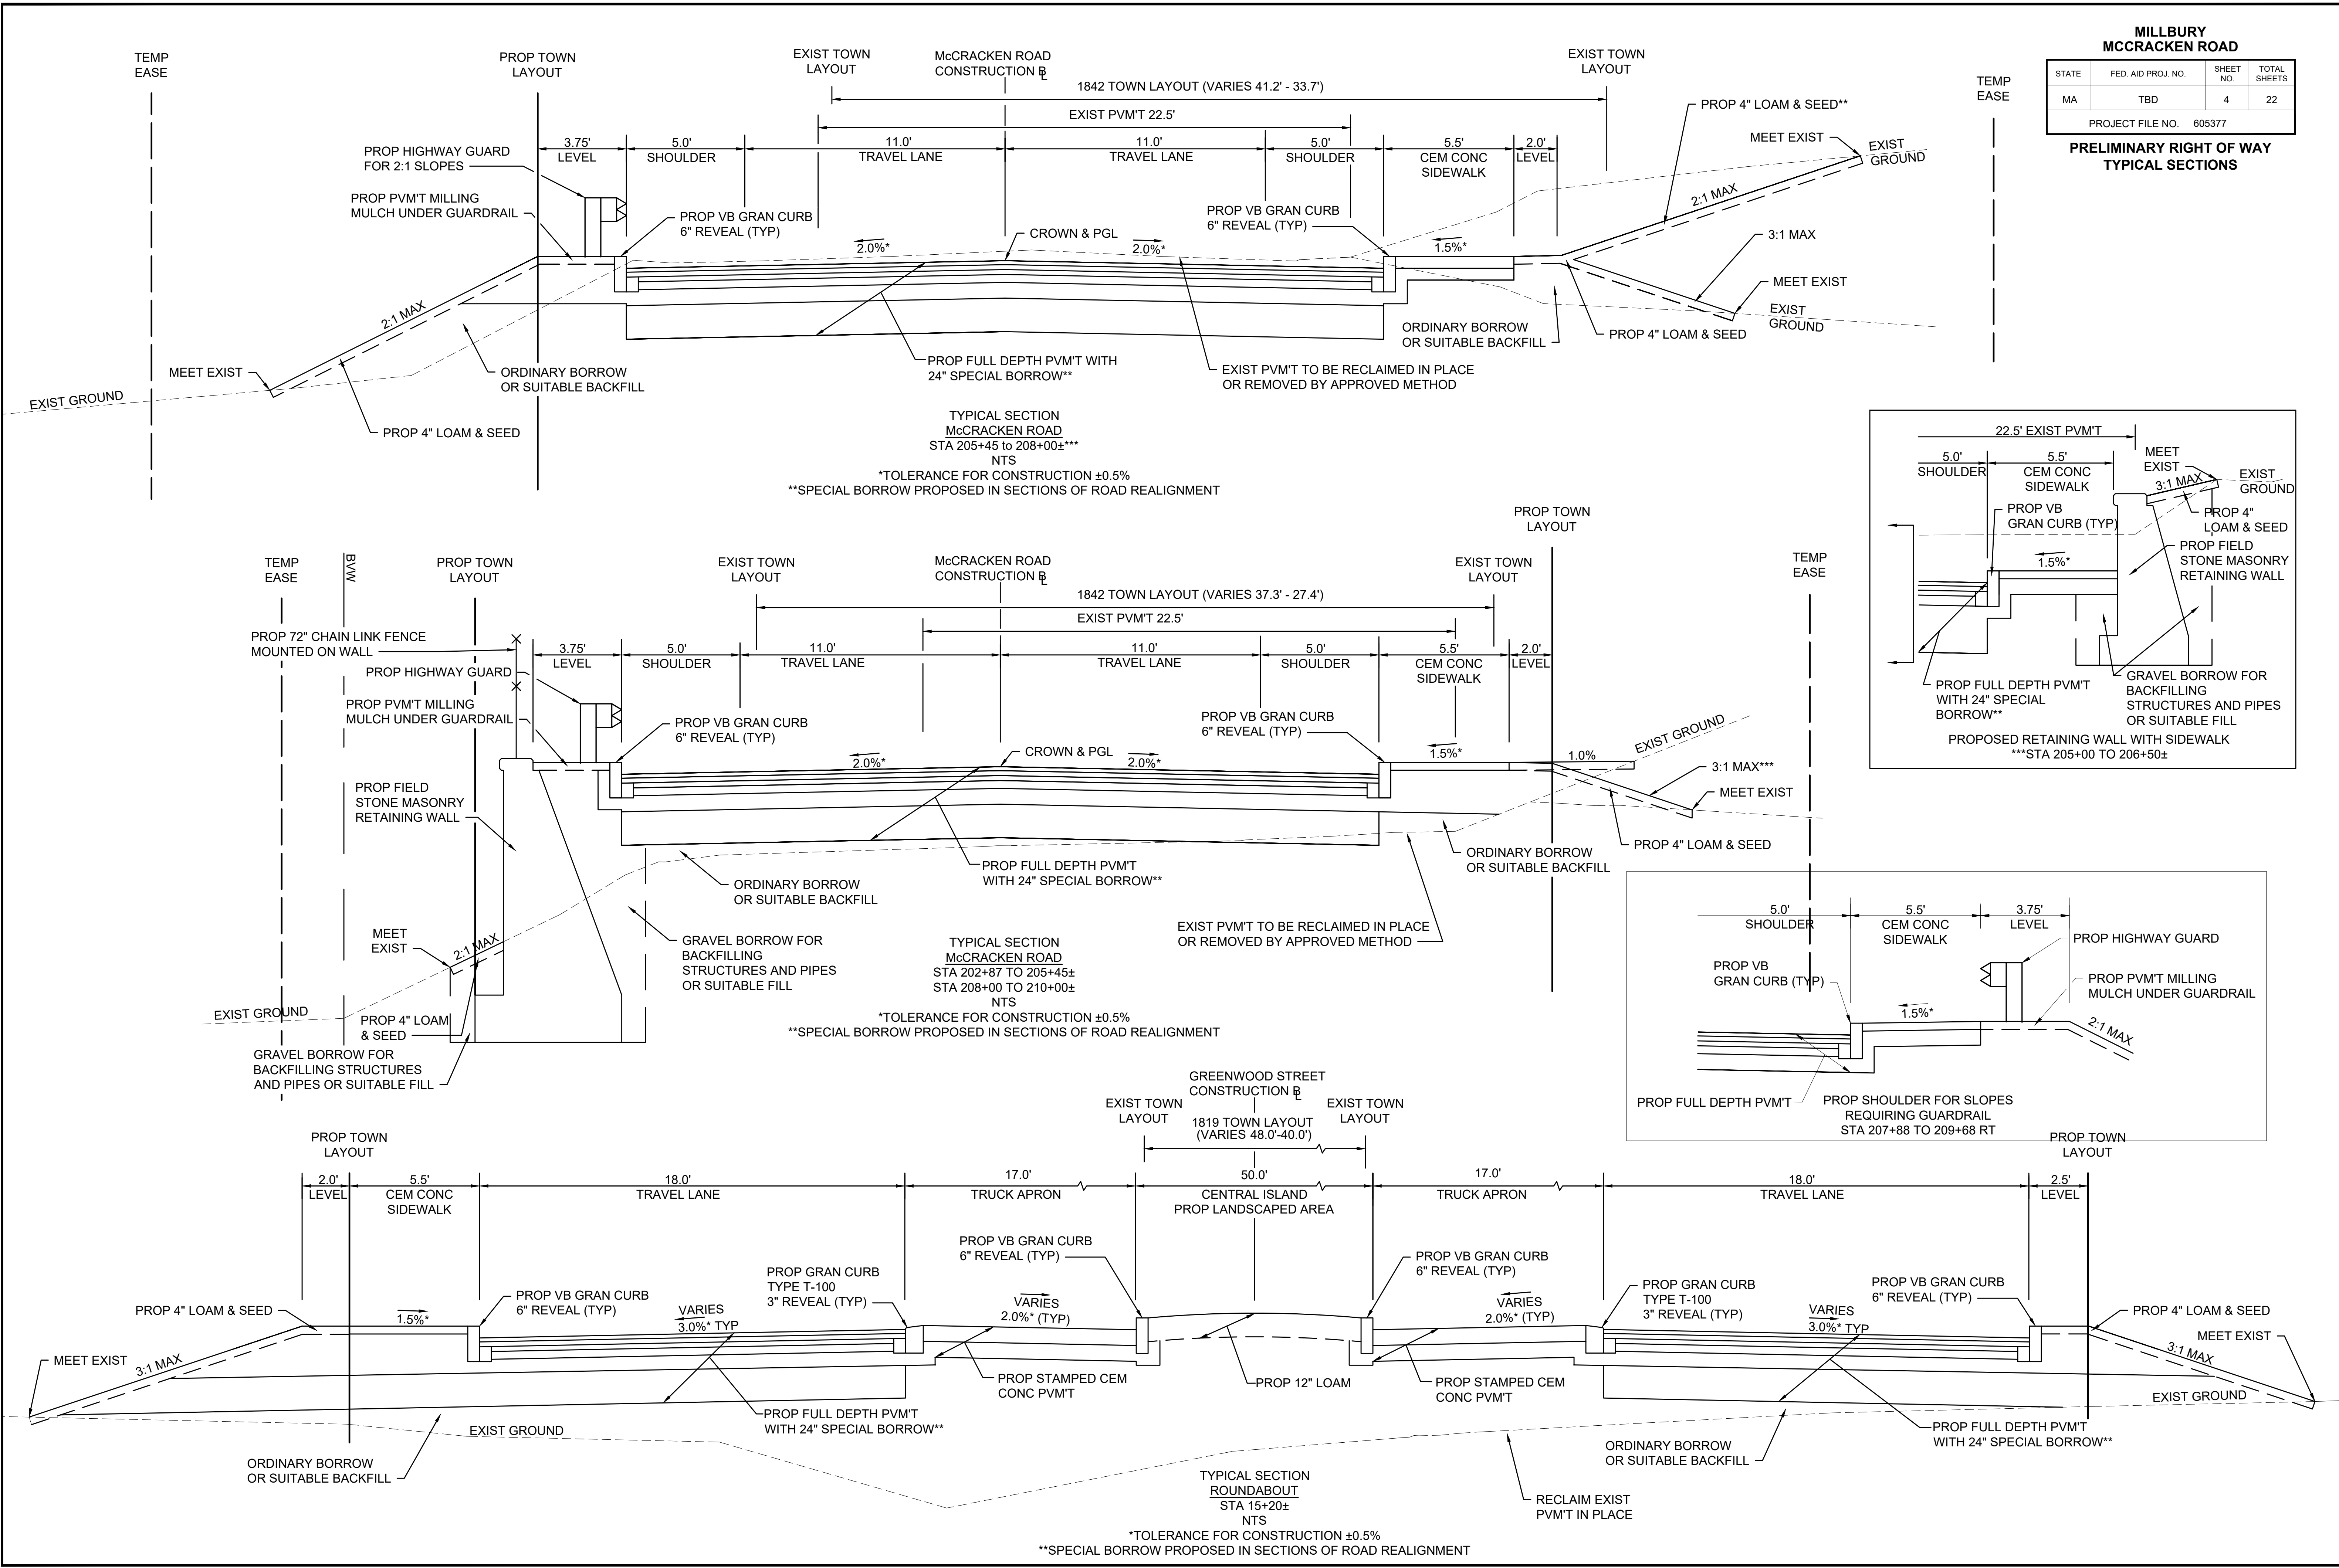 MILLBURY
MCCRACKEN ROAD
STATE FED. AID PROJ. NO. SHEET NO. TOTAL SHEETS
MA TBD 4 22
PROJECT FILE NO. 605377
PRELIMINARY RIGHT OF WAY
TYPICAL SECTIONS
TEMP
EASE
PROP TOWN
LAYOUT
EXIST TOWN
LAYOUT
McCRACKEN ROAD
CONSTRUCTION BL
EXIST TOWN
LAYOUT
TEMP
EASE
1842 TOWN LAYOUT (VARIES 41.2' - 33.7')
EXIST PVM'T 22.5'
3.75'
LEVEL
5.0'
SHOULDER
11.0'
TRAVEL LANE
11.0'
TRAVEL LANE
5.0'
SHOULDER
5.5'
CEM CONC
SIDEWALK
2.0'
LEVEL
PROP HIGHWAY GUARD
FOR 2:1 SLOPES
PROP PVM'T MILLING
MULCH UNDER GUARDRAIL
PROP VB GRAN CURB
6" REVEAL (TYP)
2.0%*
CROWN & PGL
2.0%*
PROP VB GRAN CURB
6" REVEAL (TYP)
1.5%*
PROP 4" LOAM & SEED**
MEET EXIST
EXIST
GROUND
2:1 MAX
3:1 MAX
MEET EXIST
EXIST
GROUND
PROP 4" LOAM & SEED
ORDINARY BORROW
OR SUITABLE BACKFILL
2:1 MAX
MEET EXIST
EXIST GROUND
PROP 4" LOAM & SEED
ORDINARY BORROW
OR SUITABLE BACKFILL
PROP FULL DEPTH PVM'T WITH
24" SPECIAL BORROW**
EXIST PVM'T TO BE RECLAIMED IN PLACE
OR REMOVED BY APPROVED METHOD
TYPICAL SECTION
McCRACKEN ROAD
STA 205+45 to 208+00±***
NTS
*TOLERANCE FOR CONSTRUCTION ±0.5%
**SPECIAL BORROW PROPOSED IN SECTIONS OF ROAD REALIGNMENT
22.5' EXIST PVM'T
5.0'
SHOULDER
5.5'
CEM CONC
SIDEWALK
MEET
EXIST
EXIST
GROUND
3:1 MAX
PROP VB
GRAN CURB (TYP)
PROP 4"
LOAM & SEED
1.5%*
PROP FIELD
STONE MASONRY
RETAINING WALL
PROP FULL DEPTH PVM'T
WITH 24" SPECIAL
BORROW**
GRAVEL BORROW FOR
BACKFILLING
STRUCTURES AND PIPES
OR SUITABLE FILL
PROPOSED RETAINING WALL WITH SIDEWALK
***STA 205+00 TO 206+50±
TEMP
EASE
BVW
PROP TOWN
LAYOUT
EXIST TOWN
LAYOUT
McCRACKEN ROAD
CONSTRUCTION BL
EXIST TOWN
LAYOUT
PROP TOWN
LAYOUT
TEMP
EASE
1842 TOWN LAYOUT (VARIES 37.3' - 27.4')
EXIST PVM'T 22.5'
3.75'
LEVEL
5.0'
SHOULDER
11.0'
TRAVEL LANE
11.0'
TRAVEL LANE
5.0'
SHOULDER
5.5'
CEM CONC
SIDEWALK
2.0'
LEVEL
PROP 72" CHAIN LINK FENCE
MOUNTED ON WALL
PROP HIGHWAY GUARD
PROP PVM'T MILLING
MULCH UNDER GUARDRAIL
PROP VB GRAN CURB
6" REVEAL (TYP)
2.0%*
CROWN & PGL
2.0%*
PROP VB GRAN CURB
6" REVEAL (TYP)
1.5%*
1.0%
EXIST GROUND
3:1 MAX***
MEET EXIST
PROP 4" LOAM & SEED
ORDINARY BORROW
OR SUITABLE BACKFILL
PROP FIELD
STONE MASONRY
RETAINING WALL
PROP FULL DEPTH PVM'T
WITH 24" SPECIAL BORROW**
ORDINARY BORROW
OR SUITABLE BACKFILL
EXIST PVM'T TO BE RECLAIMED IN PLACE
OR REMOVED BY APPROVED METHOD
MEET
EXIST
2:1 MAX
GRAVEL BORROW FOR
BACKFILLING
STRUCTURES AND PIPES
OR SUITABLE FILL
EXIST GROUND
PROP 4" LOAM
& SEED
GRAVEL BORROW FOR
BACKFILLING STRUCTURES
AND PIPES OR SUITABLE FILL
TYPICAL SECTION
McCRACKEN ROAD
STA 202+87 TO 205+45±
STA 208+00 TO 210+00±
NTS
*TOLERANCE FOR CONSTRUCTION ±0.5%
**SPECIAL BORROW PROPOSED IN SECTIONS OF ROAD REALIGNMENT
5.0'
SHOULDER
5.5'
CEM CONC
SIDEWALK
3.75'
LEVEL
PROP HIGHWAY GUARD
PROP VB
GRAN CURB (TYP)
PROP PVM'T MILLING
MULCH UNDER GUARDRAIL
1.5%*
2:1 MAX
PROP FULL DEPTH PVM'T
PROP SHOULDER FOR SLOPES
REQUIRING GUARDRAIL
STA 207+88 TO 209+68 RT
GREENWOOD STREET
CONSTRUCTION BL
EXIST TOWN
LAYOUT
EXIST TOWN
LAYOUT
1819 TOWN LAYOUT
(VARIES 48.0'-40.0')
PROP TOWN
LAYOUT
PROP TOWN
LAYOUT
2.0'
LEVEL
5.5'
CEM CONC
SIDEWALK
18.0'
TRAVEL LANE
17.0'
TRUCK APRON
50.0'
CENTRAL ISLAND
PROP LANDSCAPED AREA
17.0'
TRUCK APRON
18.0'
TRAVEL LANE
2.5'
LEVEL
PROP 4" LOAM & SEED
1.5%*
PROP VB GRAN CURB
6" REVEAL (TYP)
VARIES
3.0%* TYP
PROP GRAN CURB
TYPE T-100
3" REVEAL (TYP)
PROP VB GRAN CURB
6" REVEAL (TYP)
VARIES
2.0%* (TYP)
PROP VB GRAN CURB
6" REVEAL (TYP)
VARIES
2.0%* (TYP)
PROP GRAN CURB
TYPE T-100
3" REVEAL (TYP)
VARIES
3.0%* TYP
PROP VB GRAN CURB
6" REVEAL (TYP)
PROP 4" LOAM & SEED
MEET EXIST
3:1 MAX
MEET EXIST
3:1 MAX
PROP STAMPED CEM
CONC PVM'T
PROP 12" LOAM
PROP STAMPED CEM
CONC PVM'T
PROP FULL DEPTH PVM'T
WITH 24" SPECIAL BORROW**
EXIST GROUND
PROP FULL DEPTH PVM'T
WITH 24" SPECIAL BORROW**
EXIST GROUND
ORDINARY BORROW
OR SUITABLE BACKFILL
ORDINARY BORROW
OR SUITABLE BACKFILL
RECLAIM EXIST
PVM'T IN PLACE
TYPICAL SECTION
ROUNDABOUT
STA 15+20±
NTS
*TOLERANCE FOR CONSTRUCTION ±0.5%
**SPECIAL BORROW PROPOSED IN SECTIONS OF ROAD REALIGNMENT